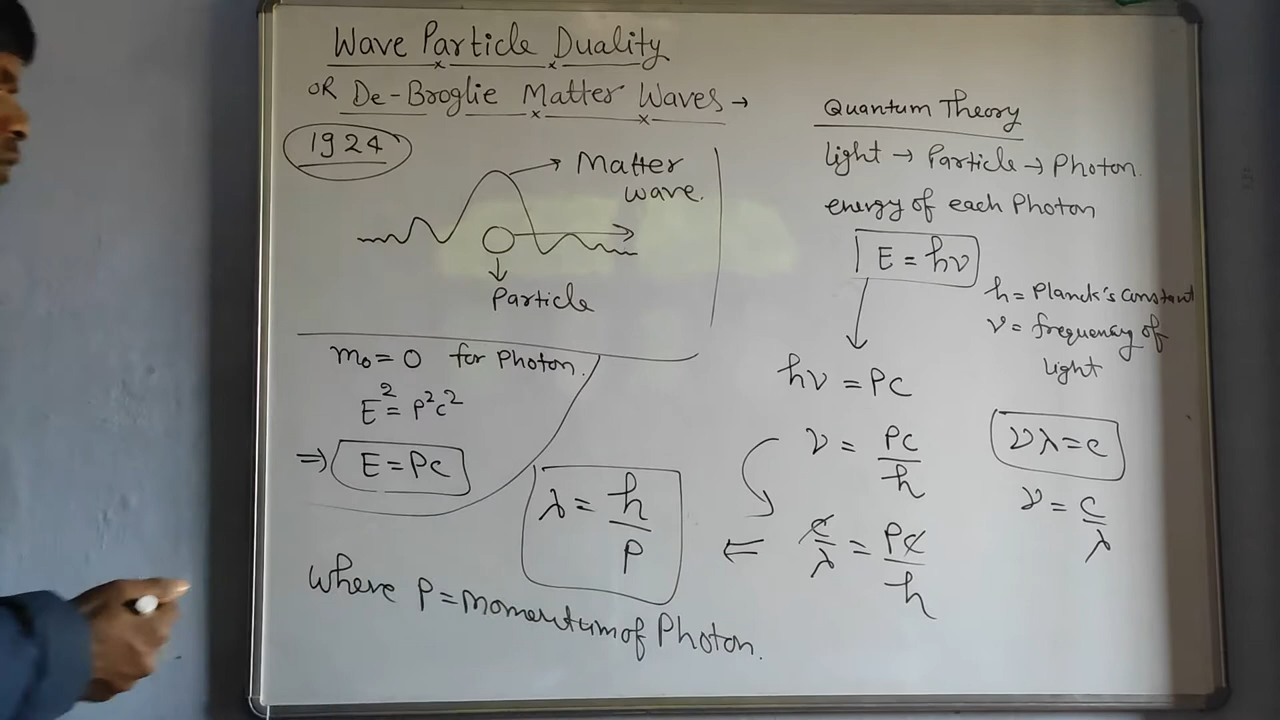 Wave Particle Duality
OR De-Broglie Matter Waves →
1924
Matter
wave.
Particle
m₀ = 0 for Photon.
E² = P²c²
⇒ E = Pc
λ = h/P
where P = momentum of Photon.
Quantum Theory
light → Particle → Photon.
energy of each Photon
E = hν
h = Planck's constant
ν = frequency of
light
hν = Pc
ν = Pc/h
νλ = c
ν = c/λ
⇐ c/λ = Pc/h